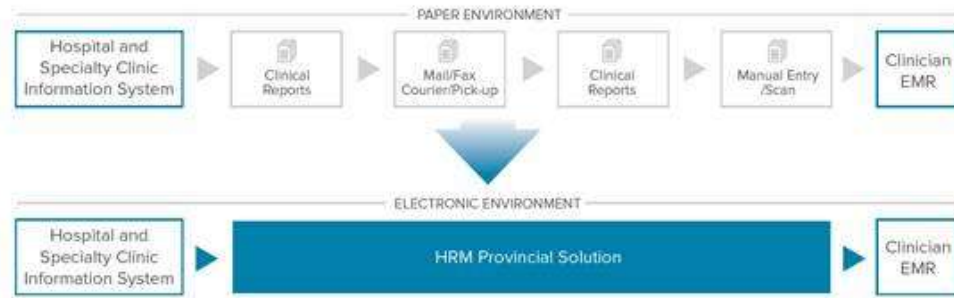 PAPER ENVIRONMENT
Hospital and
Specialty Clinic
Information System
Clinical
Reports
Mail/Fax
Courier/Pick-up
Clinical
Reports
Manual Entry
/Scan
Clinician
EMR
ELECTRONIC ENVIRONMENT
Hospital and
Specialty Clinic
Information System
HRM Provincial Solution
Clinician
EMR